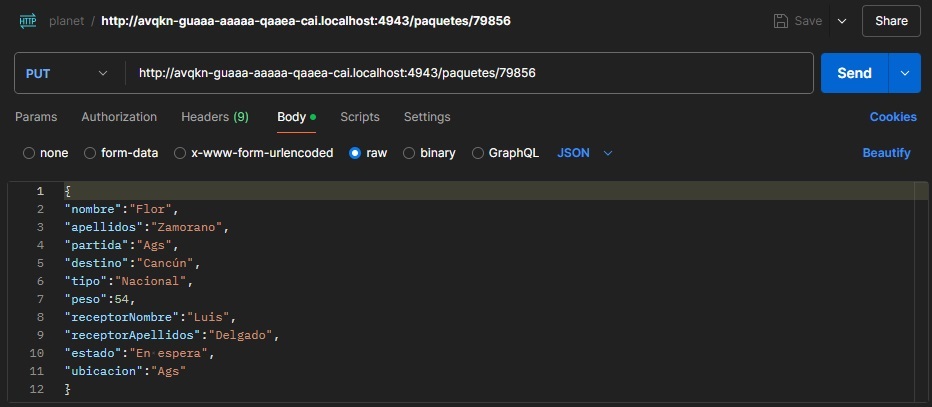 HTTP planet / http://avqkn-guaaa-aaaaa-qaaea-cai.localhost:4943/paquetes/79856 Save Share
PUT http://avqkn-guaaa-aaaaa-qaaea-cai.localhost:4943/paquetes/79856 Send
Params Authorization Headers (9) Body Scripts Settings Cookies
none form-data x-www-form-urlencoded raw binary GraphQL JSON Beautify
1 {
2 "nombre":"Flor",
3 "apellidos":"Zamorano",
4 "partida":"Ags",
5 "destino":"Cancún",
6 "tipo":"Nacional",
7 "peso":54,
8 "receptorNombre":"Luis",
9 "receptorApellidos":"Delgado",
10 "estado":"En espera",
11 "ubicacion":"Ags"
12 }